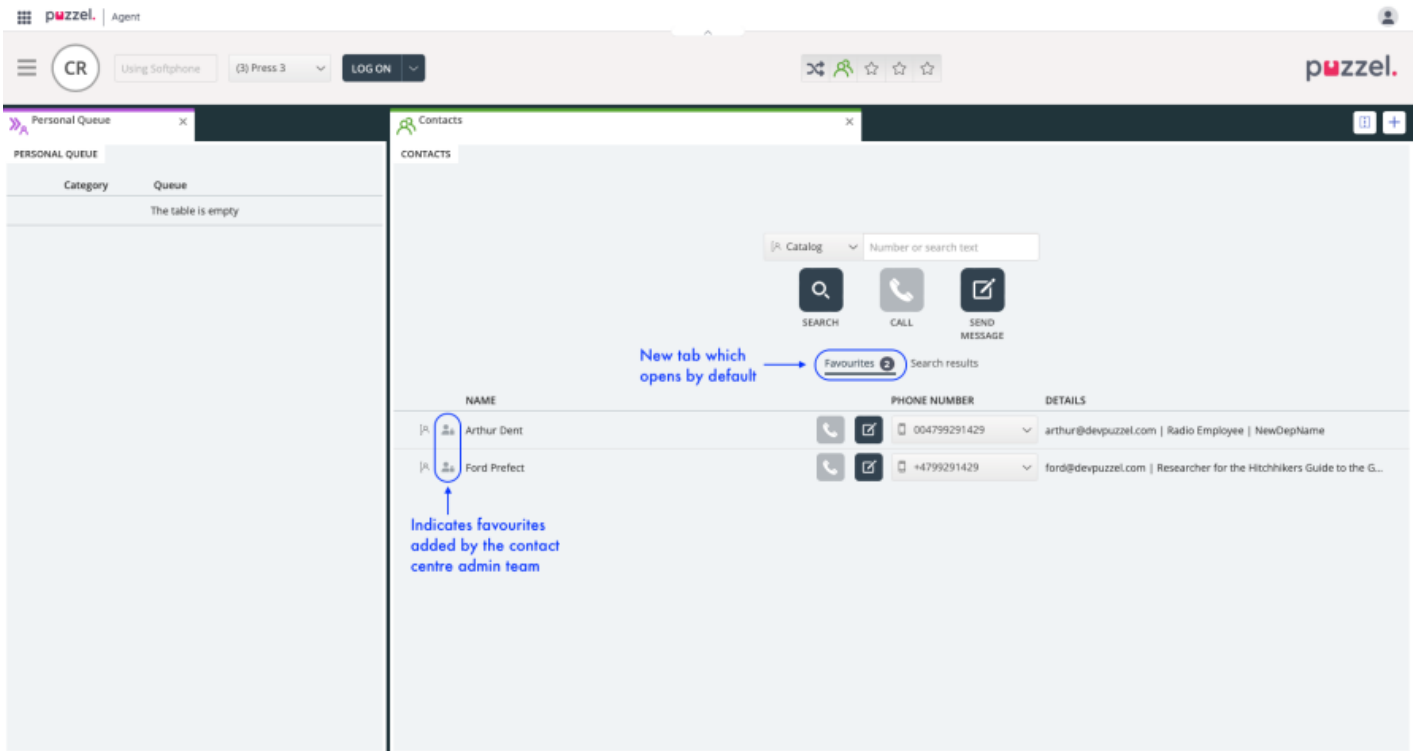 puzzel. Agent
CR Using Softphone (3) Press 3 LOG ON puzzel.
Personal Queue
PERSONAL QUEUE
Category Queue
The table is empty
Contacts
CONTACTS
Catalog Number or search text
SEARCH CALL SEND
MESSAGE
New tab which
opens by default
Favourites 2 Search results
NAME PHONE NUMBER DETAILS
Arthur Dent 004799291429 arthur@devpuzzel.com | Radio Employee | NewDepName
Ford Prefect +4799291429 ford@devpuzzel.com | Researcher for the Hitchhikers Guide to the G...
Indicates favourites
added by the contact
centre admin team